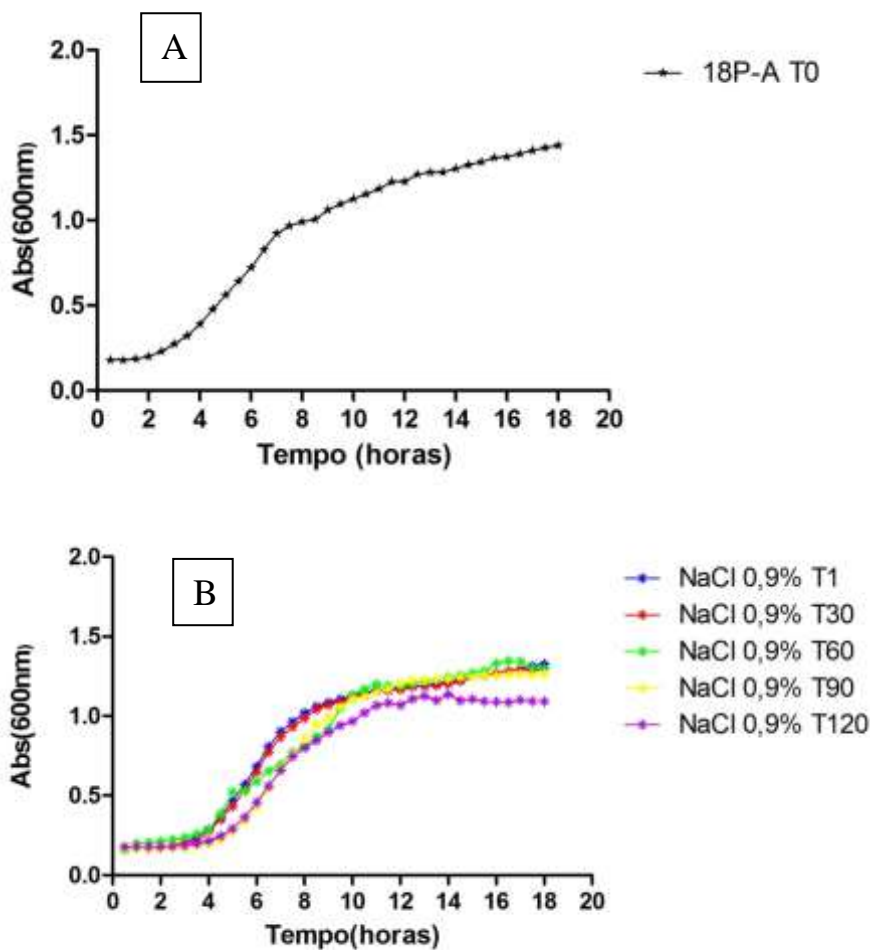 A
18P-A T0
Abs(600nm)
2.0
1.5
1.0
0.5
0.0
0 2 4 6 8 10 12 14 16 18 20
Tempo (horas)
B
NaCl 0,9% T1
NaCl 0,9% T30
NaCl 0,9% T60
NaCl 0,9% T90
NaCl 0,9% T120
Abs(600nm)
2.0
1.5
1.0
0.5
0.0
0 2 4 6 8 10 12 14 16 18 20
Tempo(horas)